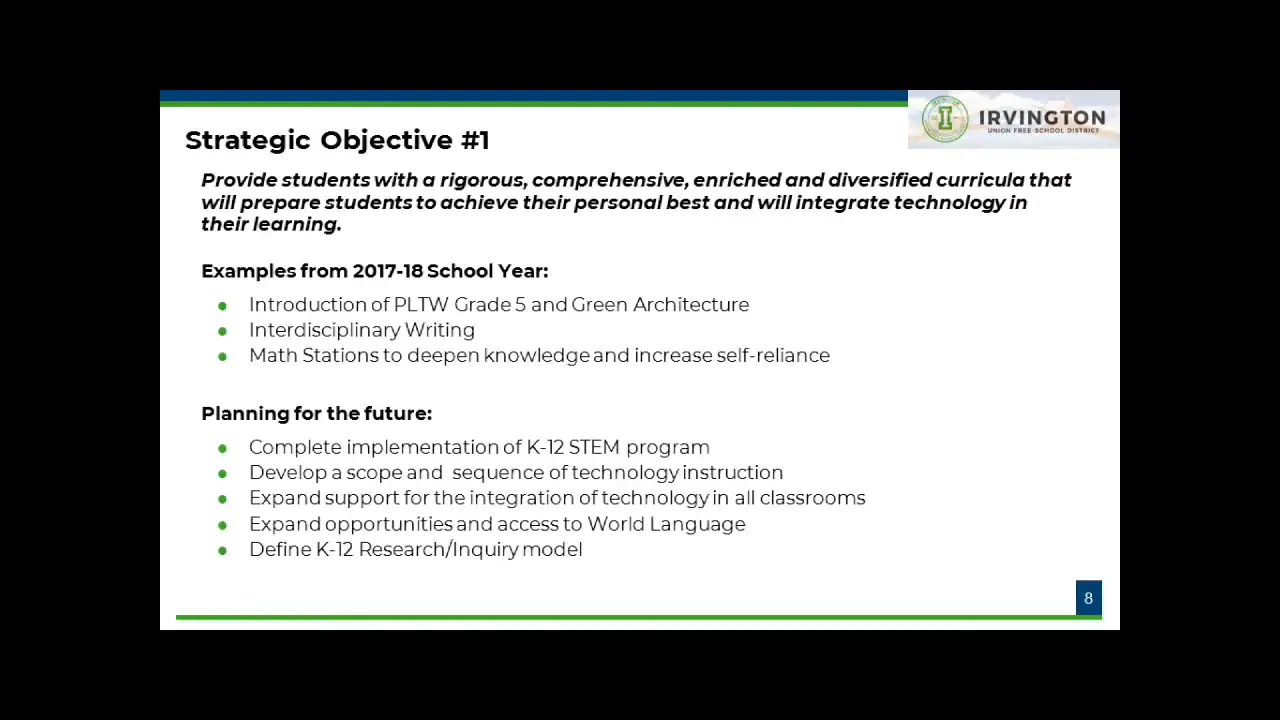 IRVINGTON
UNION FREE SCHOOL DISTRICT
Strategic Objective #1
Provide students with a rigorous, comprehensive, enriched and diversified curricula that
will prepare students to achieve their personal best and will integrate technology in
their learning.
Examples from 2017-18 School Year:
● Introduction of PLTW Grade 5 and Green Architecture
● Interdisciplinary Writing
● Math Stations to deepen knowledge and increase self-reliance
Planning for the future:
● Complete implementation of K-12 STEM program
● Develop a scope and sequence of technology instruction
● Expand support for the integration of technology in all classrooms
● Expand opportunities and access to World Language
● Define K-12 Research/Inquiry model
8